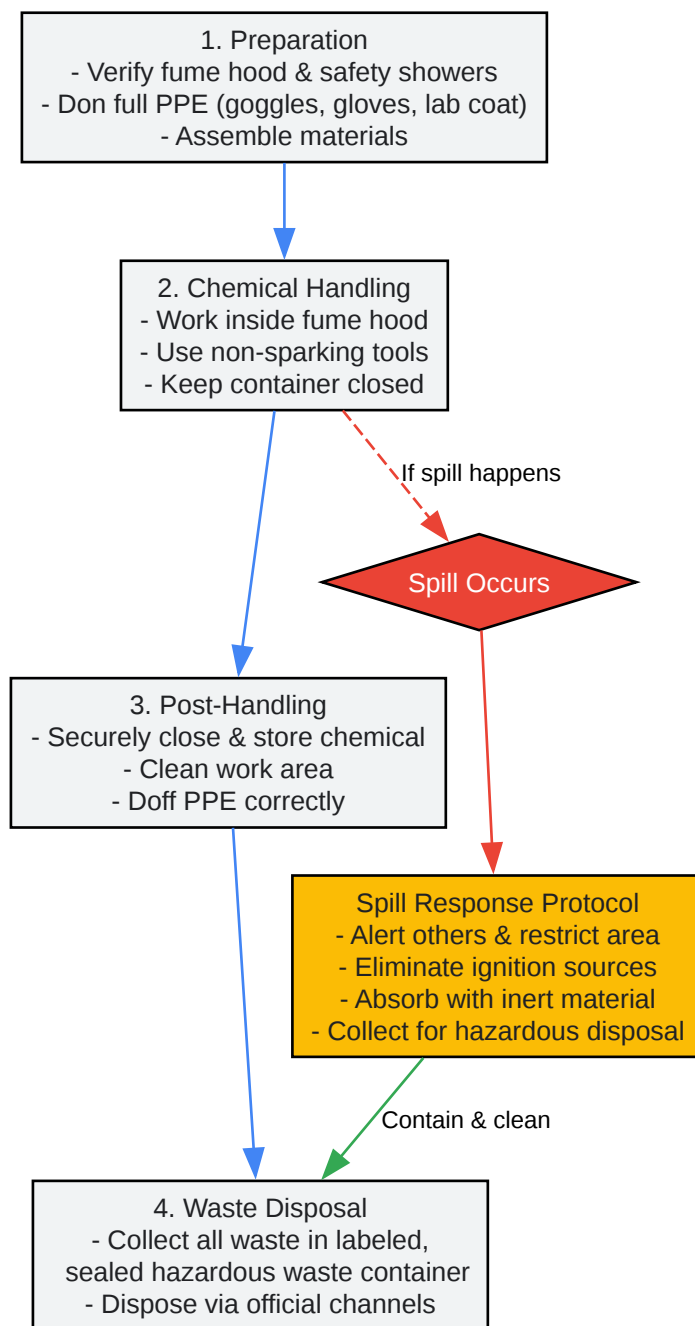 1. Preparation
- Verify fume hood & safety showers
- Don full PPE (goggles, gloves, lab coat)
- Assemble materials
2. Chemical Handling
- Work inside fume hood
- Use non-sparking tools
- Keep container closed
If spill happens
Spill Occurs
3. Post-Handling
- Securely close & store chemical
- Clean work area
- Doff PPE correctly
Spill Response Protocol
- Alert others & restrict area
- Eliminate ignition sources
- Absorb with inert material
- Collect for hazardous disposal
Contain & clean
4. Waste Disposal
- Collect all waste in labeled,
sealed hazardous waste container
- Dispose via official channels